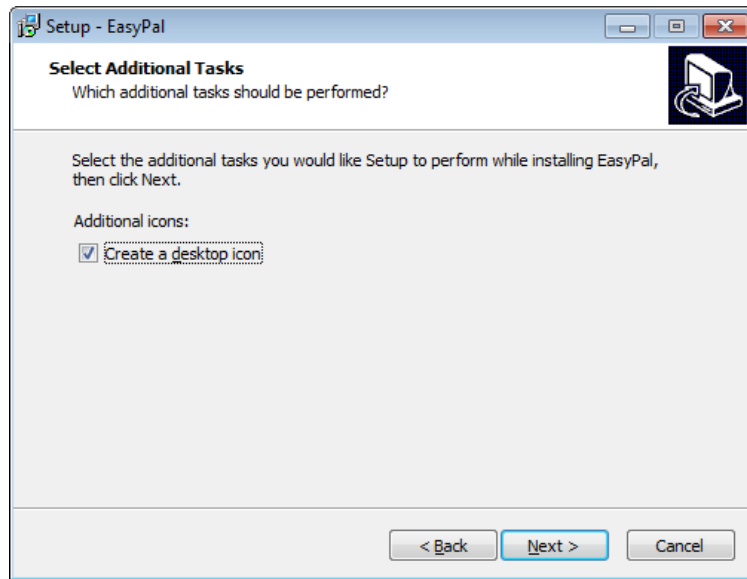 Setup - EasyPal
Select Additional Tasks
Which additional tasks should be performed?
Select the additional tasks you would like Setup to perform while installing EasyPal,
then click Next.
Additional icons:
Create a desktop icon
< Back
Next >
Cancel